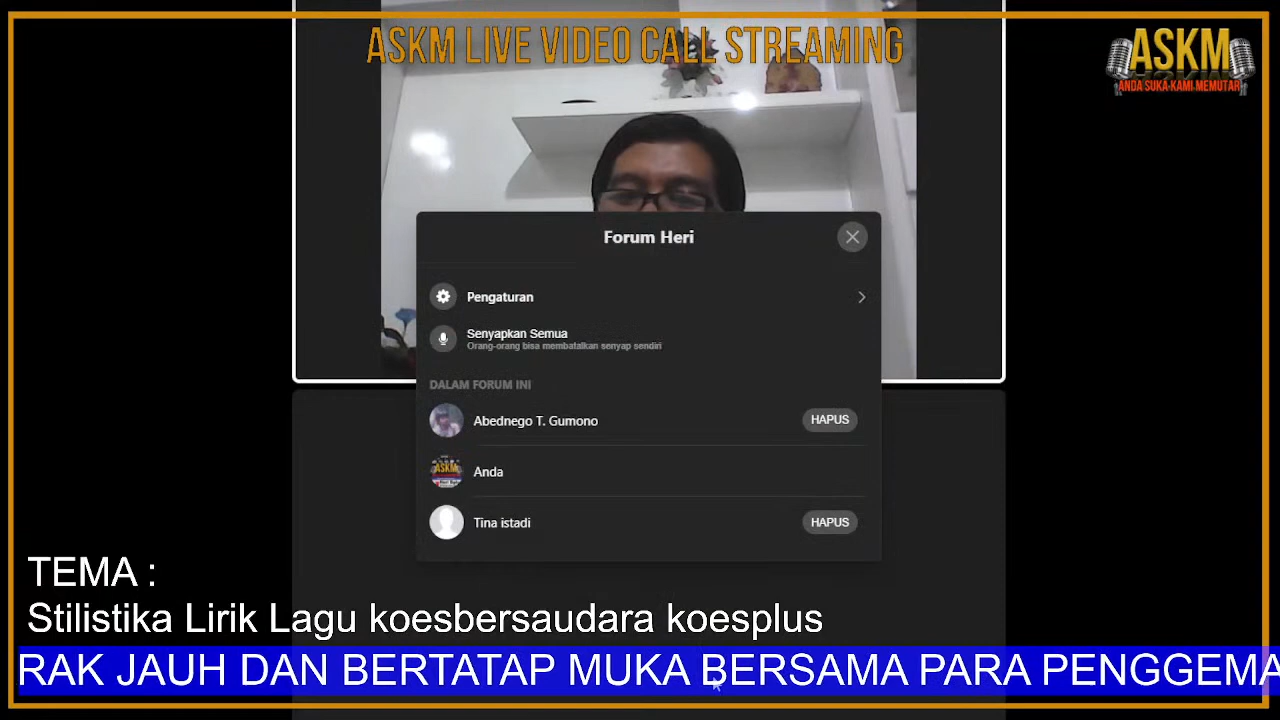 ASKM LIVE VIDEO CALL STREAMING
ASKM
ANDA SUKA KAMI MEMUTAR
Forum Heri
Pengaturan
Senyapkan Semua
Orang-orang bisa membatalkan senyap sendiri
DALAM FORUM INI
Abednego T. Gumono
HAPUS
ASKM
Anda
Tina istadi
HAPUS
TEMA :
Stilistika Lirik Lagu koesbersaudara koesplus
RAK JAUH DAN BERTATAP MUKA BERSAMA PARA PENGGEMA